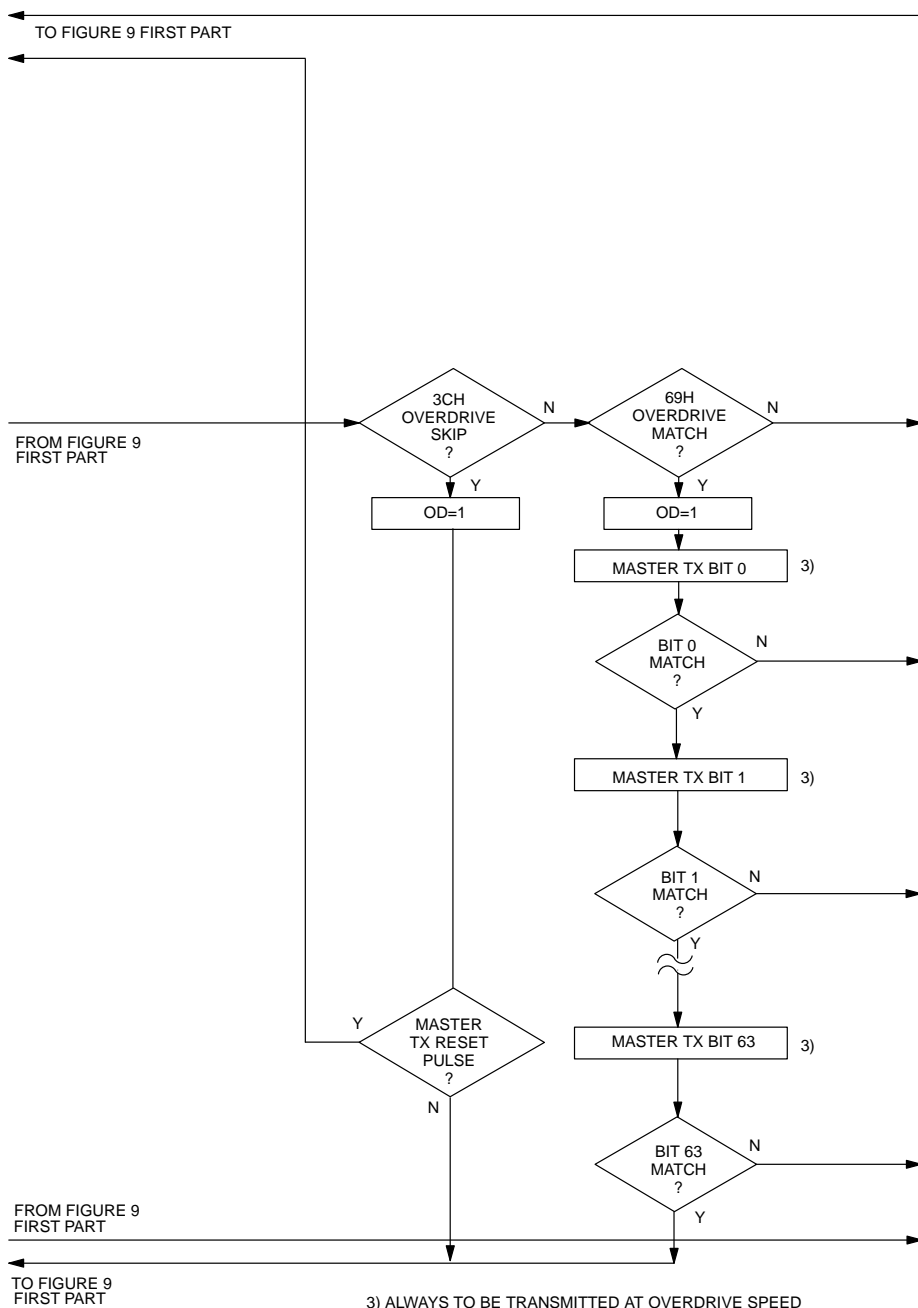 TO FIGURE 9 FIRST PART
3CH
OVERDRIVE
SKIP
?
N
69H
OVERDRIVE
MATCH
?
N
FROM FIGURE 9
FIRST PART
Y
Y
OD=1
OD=1
MASTER TX BIT 0
3)
BIT 0
MATCH
?
N
Y
MASTER TX BIT 1
3)
BIT 1
MATCH
?
N
Y
Y
MASTER
TX RESET
PULSE
?
N
MASTER TX BIT 63
3)
BIT 63
MATCH
?
N
Y
FROM FIGURE 9
FIRST PART
TO FIGURE 9
FIRST PART
3) ALWAYS TO BE TRANSMITTED AT OVERDRIVE SPEED